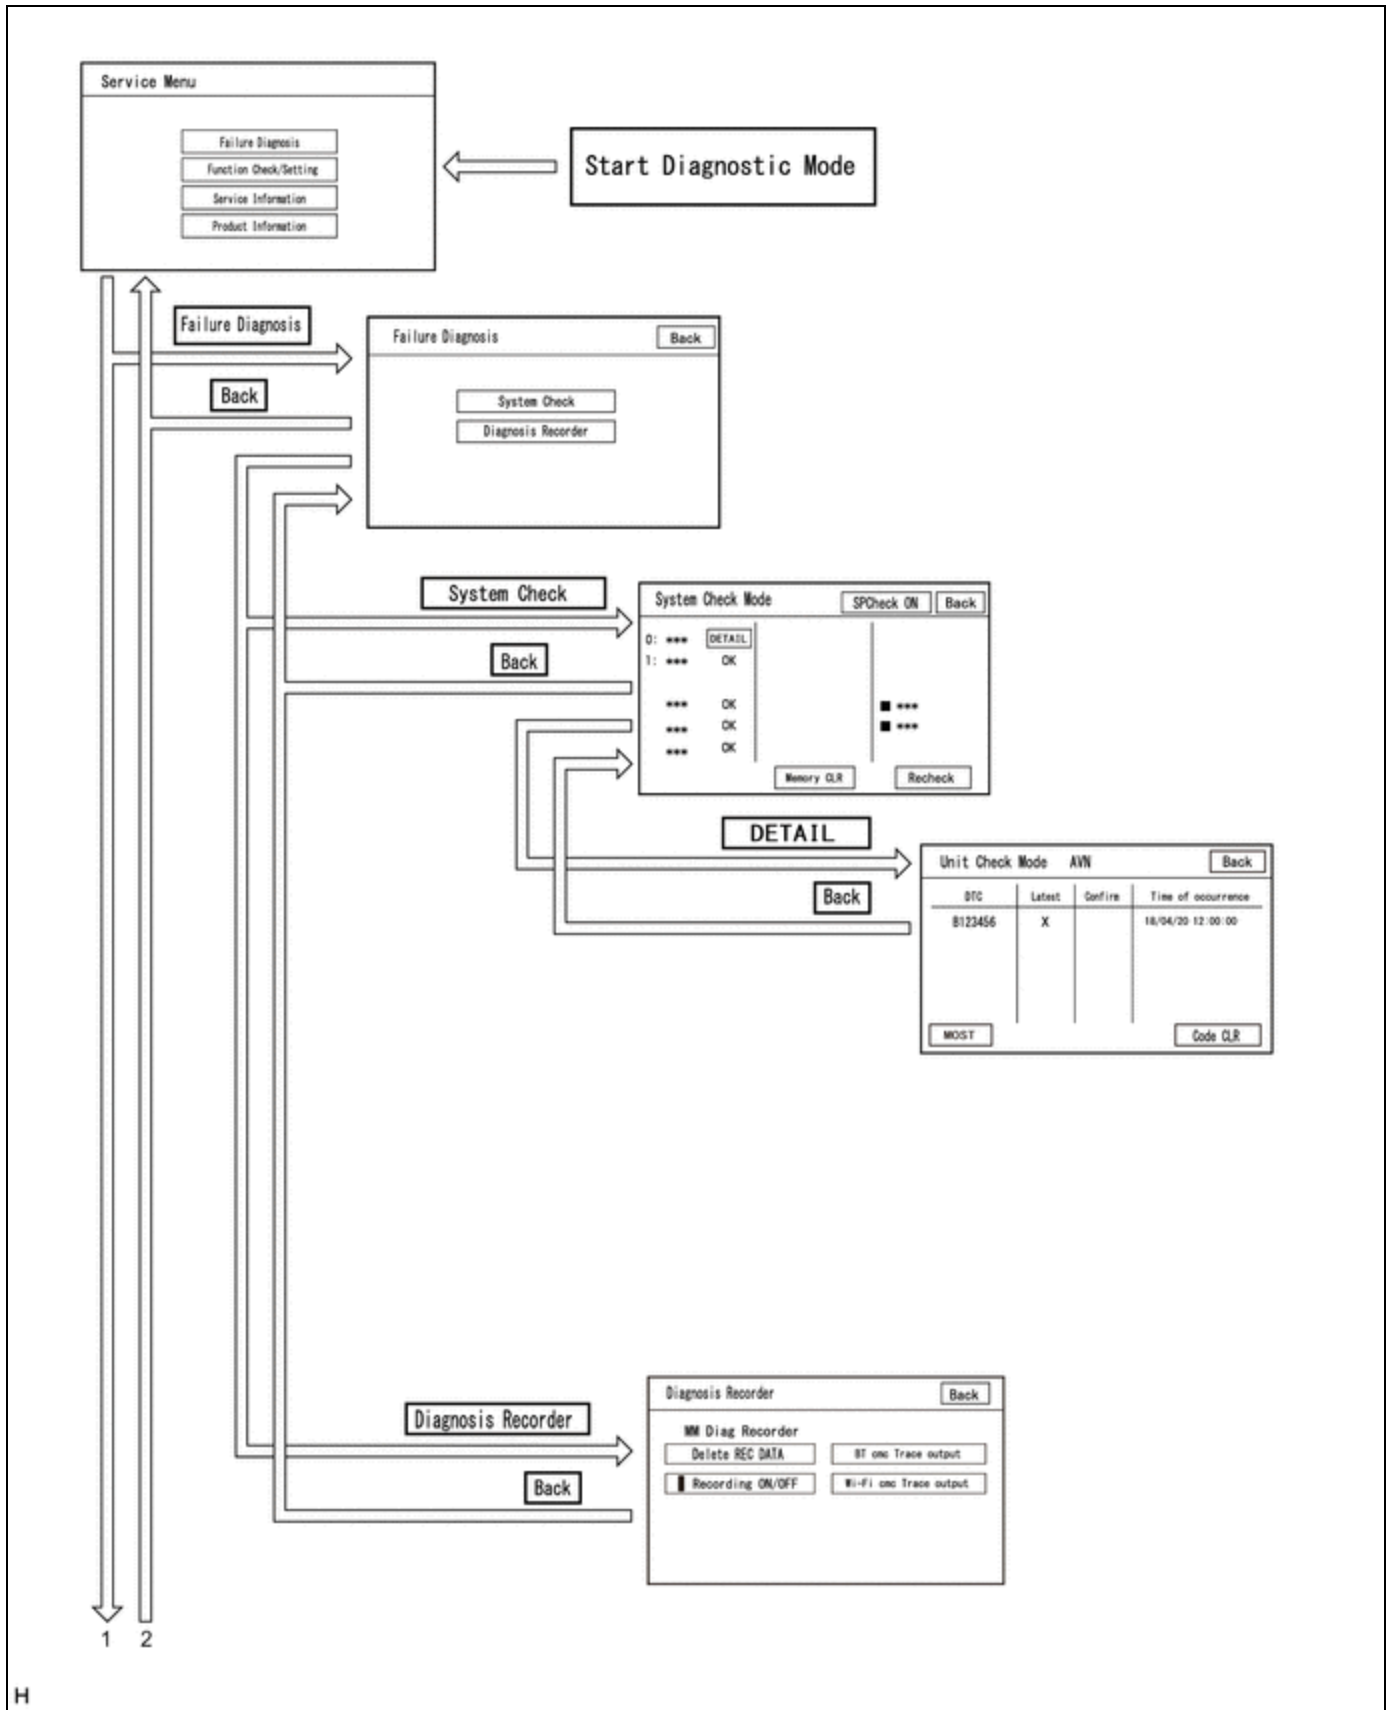 Service Menu
Failure Diagnosis
Function Check/Setting
Service Information
Product Information
Start Diagnostic Mode
Failure Diagnosis
Back
Failure Diagnosis
Back
System Check
Diagnosis Recorder
System Check
Back
System Check Mode
SPCheck ON
Back
0: *** DETAIL
1: *** OK
*** OK
*** OK
*** OK
■ ***
■ ***
Memory CLR
Recheck
DETAIL
Back
Unit Check Mode AVN
Back
DTC Latest Confirm Time of occurrence
B123456 X 18/04/20 12:00:00
MOST
Code CLR
Diagnosis Recorder
Back
Diagnosis Recorder
Back
MM Diag Recorder
Delete REC DATA
BT cmc Trace output
Recording ON/OFF
Wi-Fi cmc Trace output
1 2
H